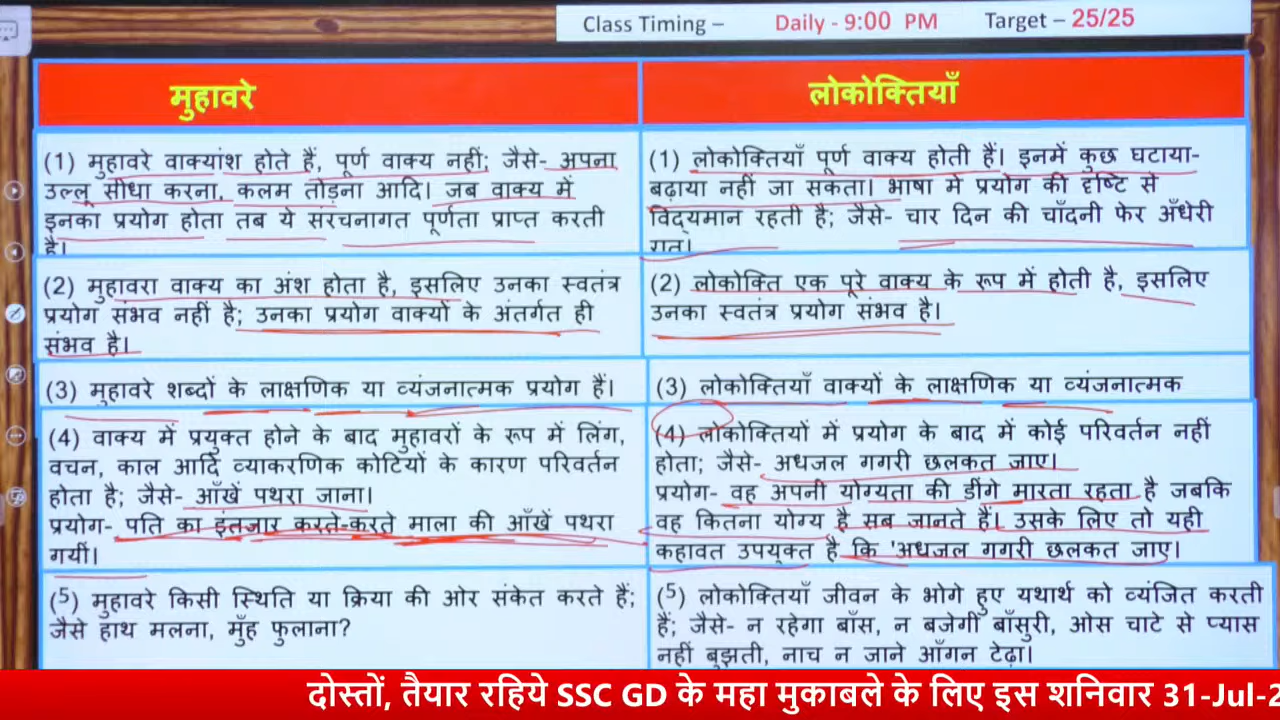 Class Timing – Daily - 9:00 PM Target – 25/25
मुहावरे
लोकोक्तियाँ
(1) मुहावरे वाक्यांश होते हैं, पूर्ण वाक्य नहीं; जैसे- अपना
उल्लू सीधा करना, कलम तोड़ना आदि। जब वाक्य में
इनका प्रयोग होता तब ये संरचनागत पूर्णता प्राप्त करती
है।
(1) लोकोक्तियाँ पूर्ण वाक्य होती हैं। इनमें कुछ घटाया-
बढ़ाया नहीं जा सकता। भाषा में प्रयोग की दृष्टि से
विद्यमान रहती है; जैसे- चार दिन की चाँदनी फेर अँधेरी
रात।
(2) मुहावरा वाक्य का अंश होता है, इसलिए उनका स्वतंत्र
प्रयोग संभव नहीं है; उनका प्रयोग वाक्यों के अंतर्गत ही
संभव है।
(2) लोकोक्ति एक पूरे वाक्य के रूप में होती है, इसलिए
उनका स्वतंत्र प्रयोग संभव है।
(3) मुहावरे शब्दों के लाक्षणिक या व्यंजनात्मक प्रयोग हैं।
(3) लोकोक्तियाँ वाक्यों के लाक्षणिक या व्यंजनात्मक
(4) वाक्य में प्रयुक्त होने के बाद मुहावरों के रूप में लिंग,
वचन, काल आदि व्याकरणिक कोटियों के कारण परिवर्तन
होता है; जैसे- आँखें पथरा जाना।
प्रयोग- पति का इंतजार करते-करते माला की आँखें पथरा
गयीं।
(4) लोकोक्तियों में प्रयोग के बाद में कोई परिवर्तन नहीं
होता; जैसे- अधजल गगरी छलकत जाए।
प्रयोग- वह अपनी योग्यता की डींगे मारता रहता है जबकि
वह कितना योग्य है सब जानते हैं। उसके लिए तो यही
कहावत उपयुक्त है कि 'अधजल गगरी छलकत जाए।
(5) मुहावरे किसी स्थिति या क्रिया की ओर संकेत करते हैं;
जैसे हाथ मलना, मुँह फुलाना?
(5) लोकोक्तियाँ जीवन के भोगे हुए यथार्थ को व्यंजित करती
हैं; जैसे- न रहेगा बाँस, न बजेगी बाँसुरी, ओस चाटे से प्यास
नहीं बुझती, नाच न जाने आँगन टेढ़ा।
दोस्तों, तैयार रहिये SSC GD के महा मुकाबले के लिए इस शनिवार 31-Jul-2